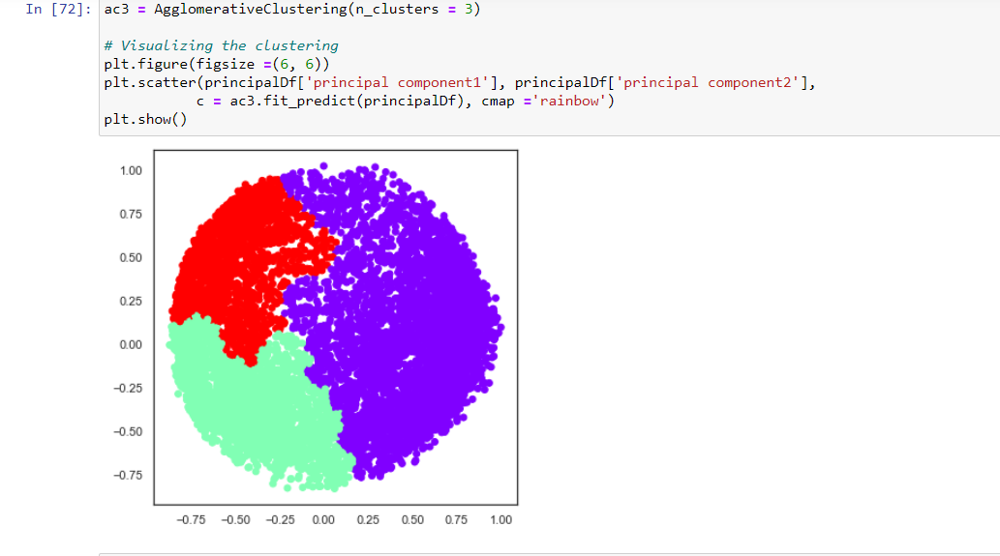 In [72]: ac3 = AgglomerativeClustering(n_clusters = 3)
# Visualizing the clustering
plt.figure(figsize =(6, 6))
plt.scatter(principalDf['principal component1'], principalDf['principal component2'],
c = ac3.fit_predict(principalDf), cmap ='rainbow')
plt.show()
1.00
0.75
0.50
0.25
0.00
−0.25
−0.50
−0.75
−0.75 −0.50 −0.25 0.00 0.25 0.50 0.75 1.00